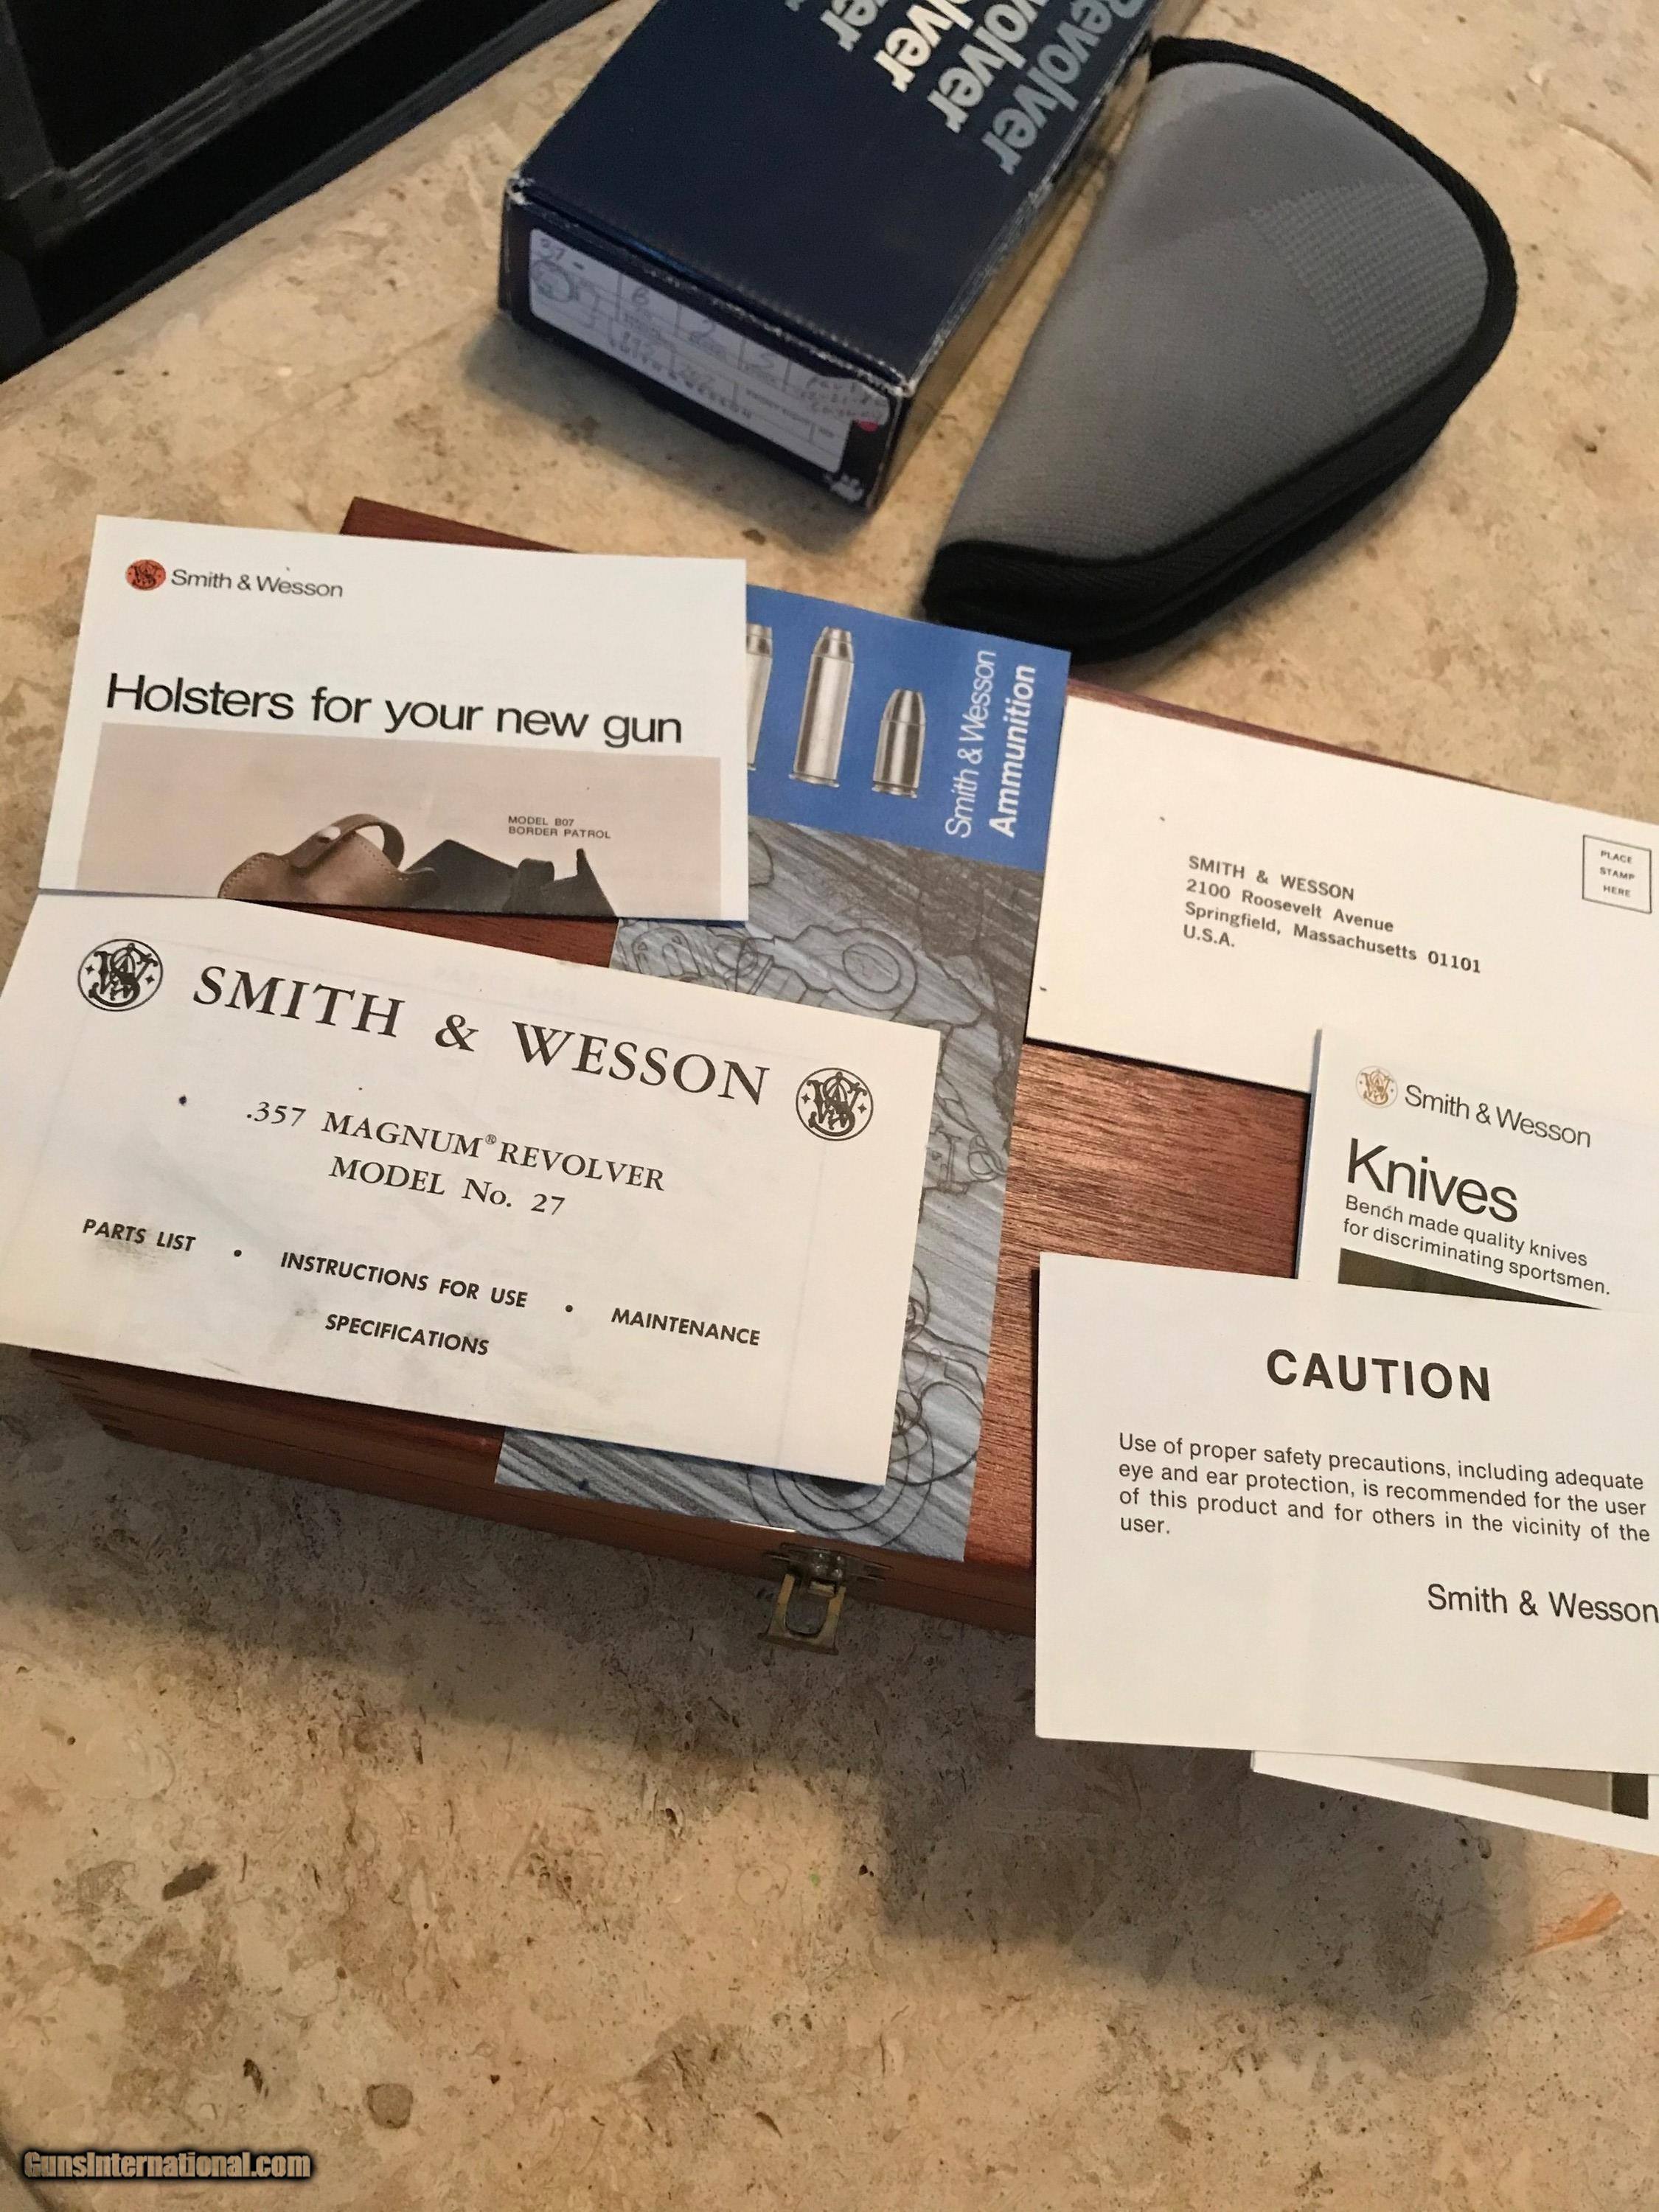 Revolver
Revolver
Smith & Wesson
Holsters for your new gun
MODEL B07
BORDER PATROL
Smith & Wesson
Ammunition
SMITH & WESSON
2100 Roosevelt Avenue
Springfield, Massachusetts 01101
U.S.A.
PLACE
STAMP
HERE
SMITH & WESSON
.357 MAGNUM® REVOLVER
MODEL No. 27
PARTS LIST • INSTRUCTIONS FOR USE • MAINTENANCE
SPECIFICATIONS
Smith & Wesson
Knives
Bench made quality knives
for discriminating sportsmen.
CAUTION
Use of proper safety precautions, including adequate
eye and ear protection, is recommended for the user
of this product and for others in the vicinity of the
user.
Smith & Wesson
GunsInternational.com